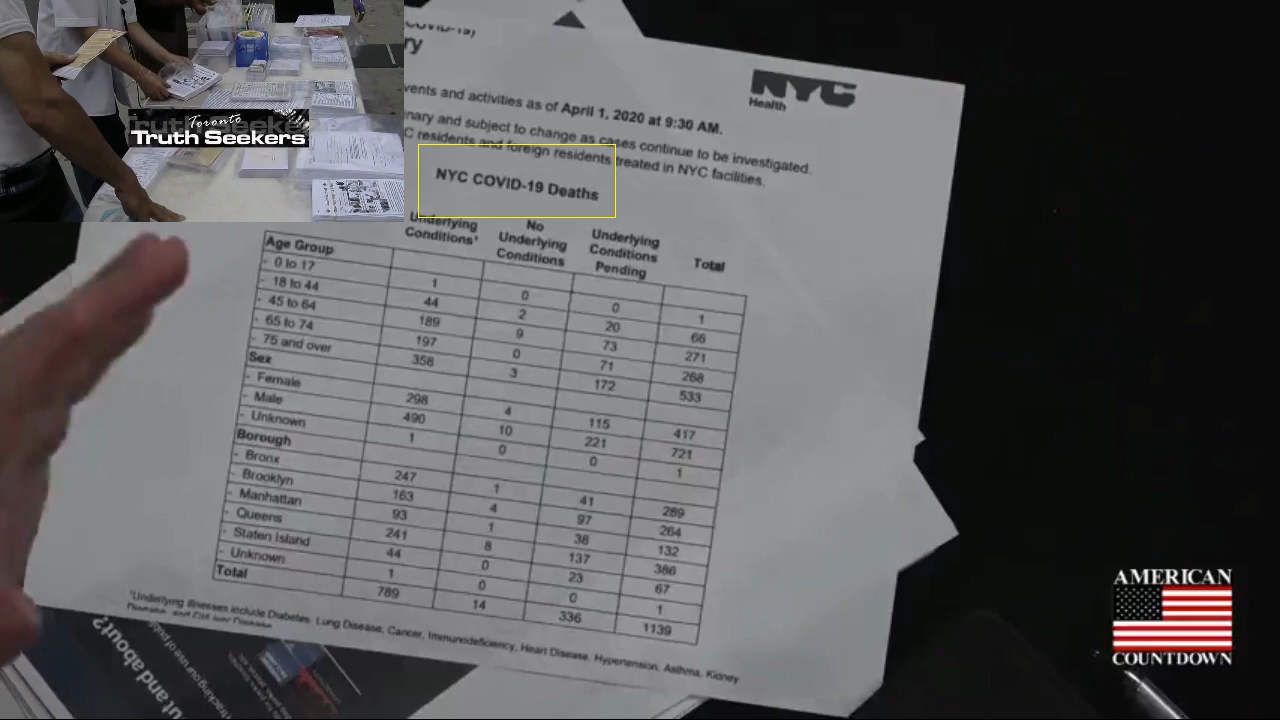 Toronto
Truth Seekers
NYC
Health
vents and activities as of April 1, 2020 at 9:30 AM.
inary and subject to change as cases continue to be investigated.
C residents and foreign residents treated in NYC facilities.
NYC COVID-19 Deaths
Underlying Conditions† No Underlying Conditions Underlying Conditions Pending Total
Age Group
- 0 to 17 1 0 0 1
- 18 to 44 44 2 20 66
- 45 to 64 189 9 73 271
- 65 to 74 197 0 71 268
- 75 and over 358 3 172 533
Sex
- Female 298 4 115 417
- Male 490 10 221 721
- Unknown 1 0 0 1
Borough
- Bronx 247 1 41 289
- Brooklyn 163 4 97 264
- Manhattan 93 1 38 132
- Queens 241 8 137 386
- Staten Island 44 0 23 67
- Unknown 1 0 0 1
Total 789 14 336 1139
†Underlying illnesses include Diabetes, Lung Disease, Cancer, Immunodeficiency, Heart Disease, Hypertension, Asthma, Kidney
ut and about?
AMERICAN
COUNTDOWN